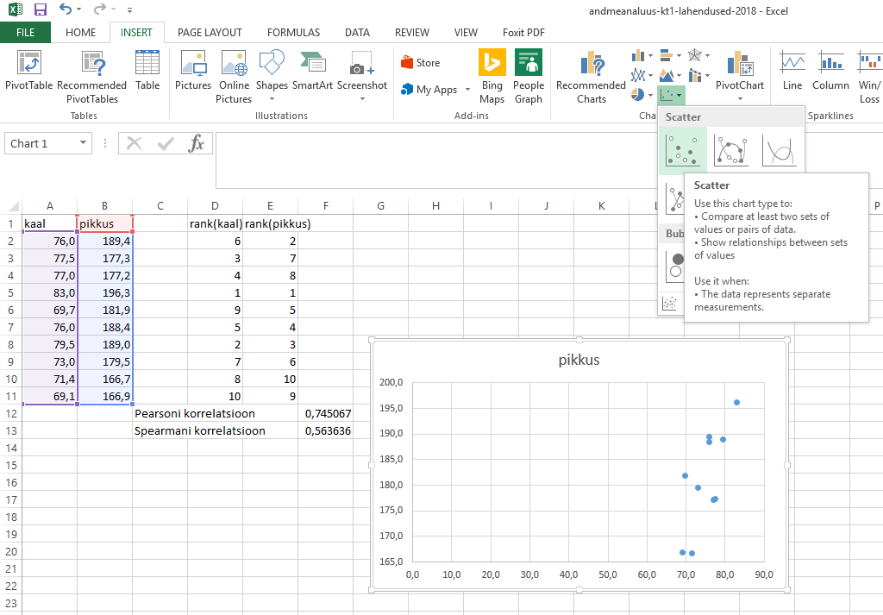 andmeanaluus-kt1-lahendused-2018 - Excel
FILE HOME INSERT PAGE LAYOUT FORMULAS DATA REVIEW VIEW Foxit PDF
PivotTable Recommended PivotTables Table
Tables
Pictures Online Pictures Shapes SmartArt Screenshot
Illustrations
Store
My Apps
Bing Maps People Graph
Add-ins
Recommended Charts
PivotChart
Cha
Line Column Win/ Loss
Sparklines
Scatter
Bub
Scatter
Use this chart type to:
• Compare at least two sets of
values or pairs of data.
• Show relationships between sets
of values
Use it when:
• The data represents separate
measurements.
Chart 1
fx
A B C D E F G H I J K L P
1 kaal pikkus rank(kaal) rank(pikkus)
2 76,0 189,4 6 2
3 77,5 177,3 3 7
4 77,0 177,2 4 8
5 83,0 196,3 1 1
6 69,7 181,9 9 5
7 76,0 188,4 5 4
8 79,5 189,0 2 3
9 73,0 179,5 7 6
10 71,4 166,7 8 10
11 69,1 166,9 10 9
12 Pearsoni korrelatsioon 0,745067
13 Spearmani korrelatsioon 0,563636
14
15
16
17
18
19
20
21
22
23
pikkus
200,0
195,0
190,0
185,0
180,0
175,0
170,0
165,0
0,0 10,0 20,0 30,0 40,0 50,0 60,0 70,0 80,0 90,0